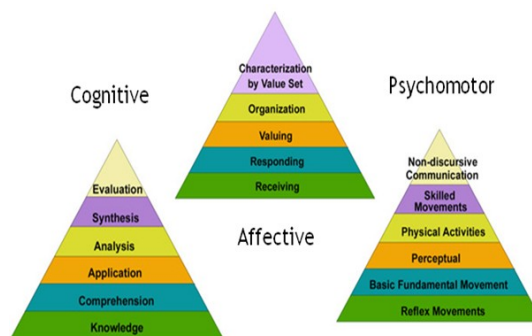 Cognitive
Evaluation
Synthesis
Analysis
Application
Comprehension
Knowledge
Characterization
by Value Set
Organization
Valuing
Responding
Receiving
Affective
Psychomotor
Non-discursive
Communication
Skilled
Movements
Physical Activities
Perceptual
Basic Fundamental Movement
Reflex Movements